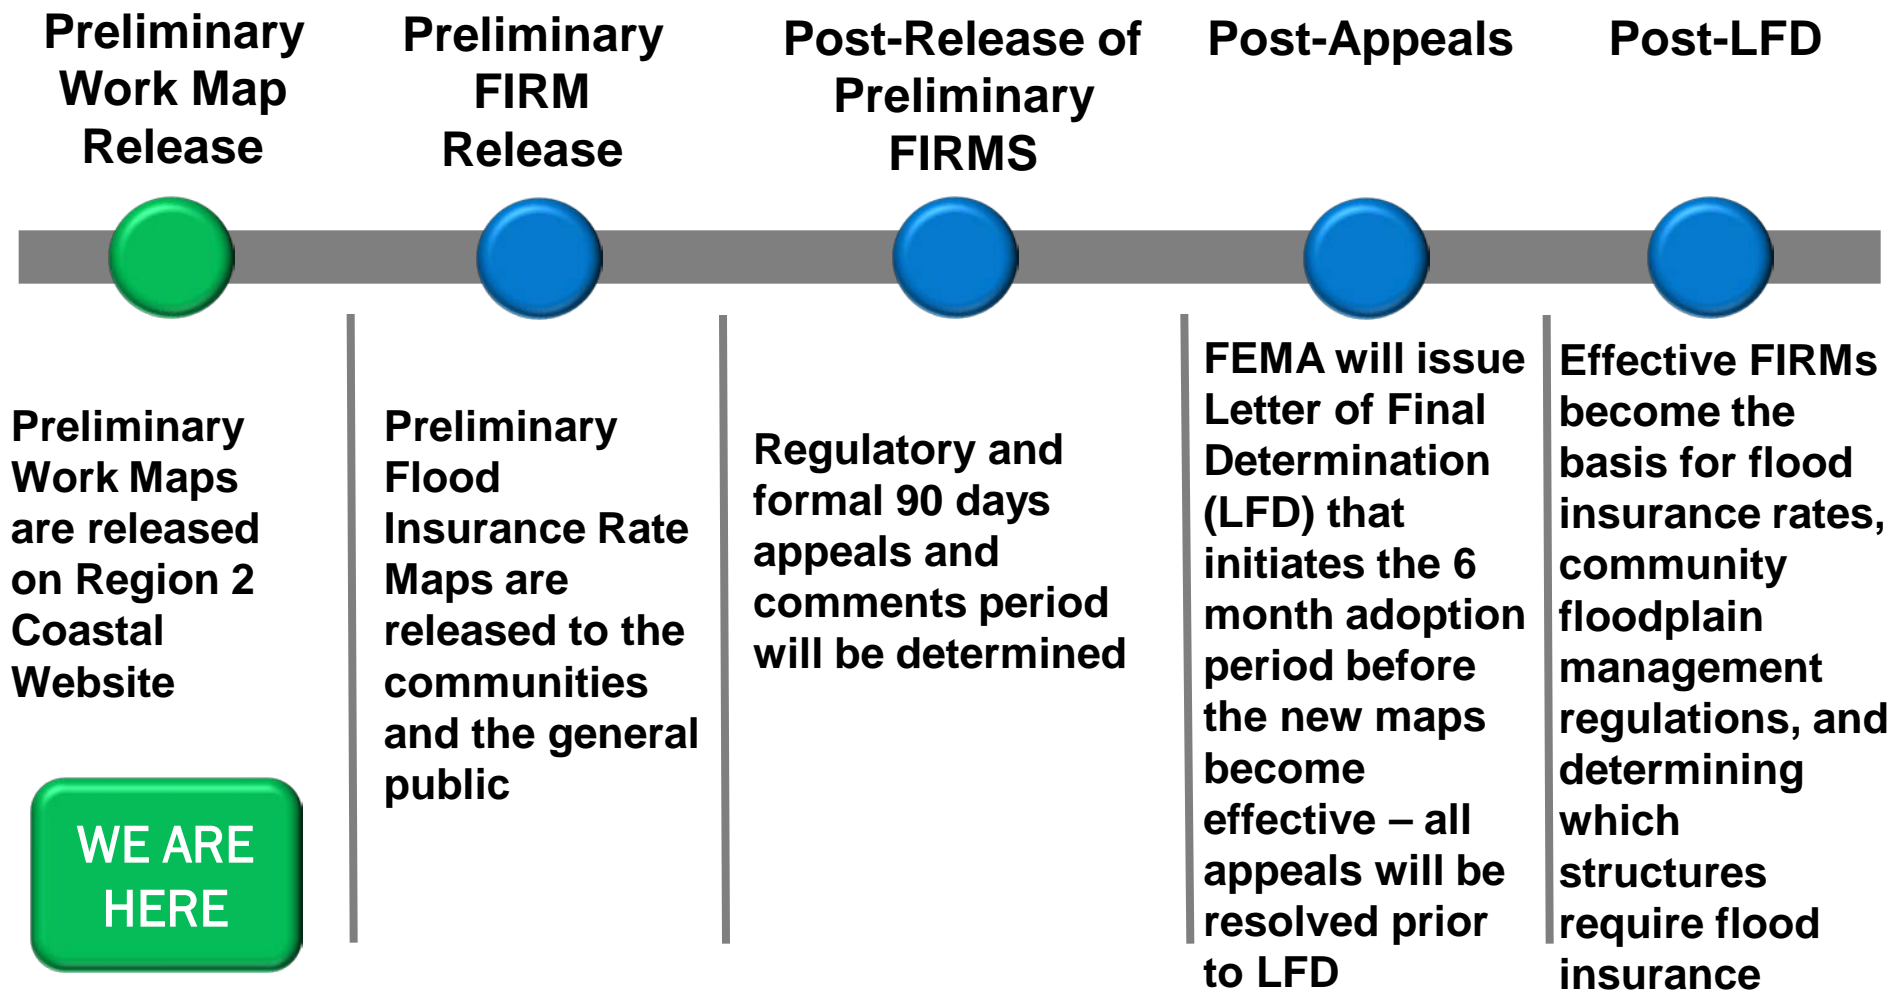 Preliminary
Work Map
Release
Preliminary
FIRM
Release
Post-Release of
Preliminary
FIRMS
Post-Appeals
Post-LFD
Preliminary
Work Maps
are released
on Region 2
Coastal
Website
WE ARE
HERE
Preliminary
Flood
Insurance Rate
Maps are
released to the
communities
and the general
public
Regulatory and
formal 90 days
appeals and
comments period
will be determined
FEMA will issue
Letter of Final
Determination
(LFD) that
initiates the 6
month adoption
period before
the new maps
become
effective – all
appeals will be
resolved prior
to LFD
Effective FIRMs
become the
basis for flood
insurance rates,
community
floodplain
management
regulations, and
determining
which
structures
require flood
insurance